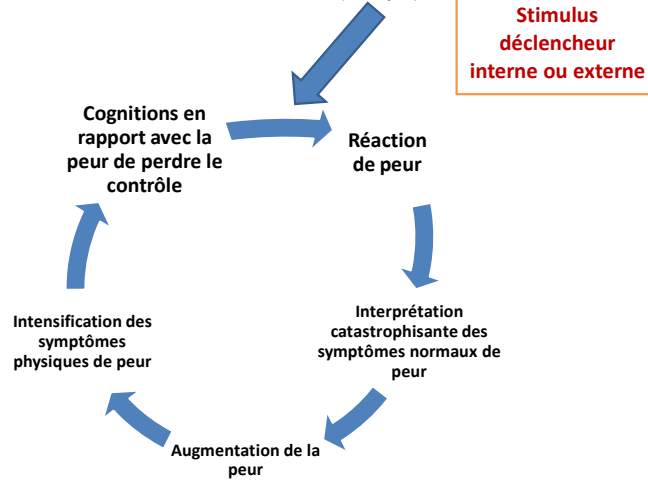 Stimulus
déclencheur
interne ou externe
Cognitions en
rapport avec la
peur de perdre le
contrôle
Réaction
de peur
Interprétation
catastrophisante des
symptômes normaux de
peur
Augmentation de la
peur
Intensification des
symptômes
physiques de peur